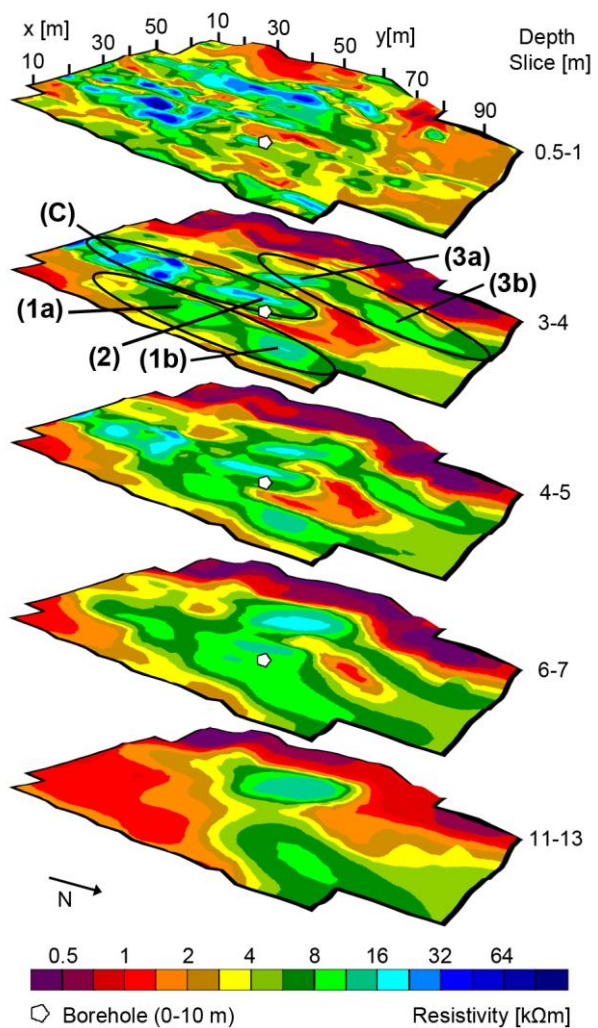 x [m] 10 30 y[m] Depth
10 30 50 50 Slice [m]
70
90
0.5-1
(C)
(3a)
(3b)
(1a)
3-4
(2)
(1b)
4-5
6-7
11-13
N
0.5 1 2 4 8 16 32 64
Borehole (0-10 m) Resistivity [kΩm]